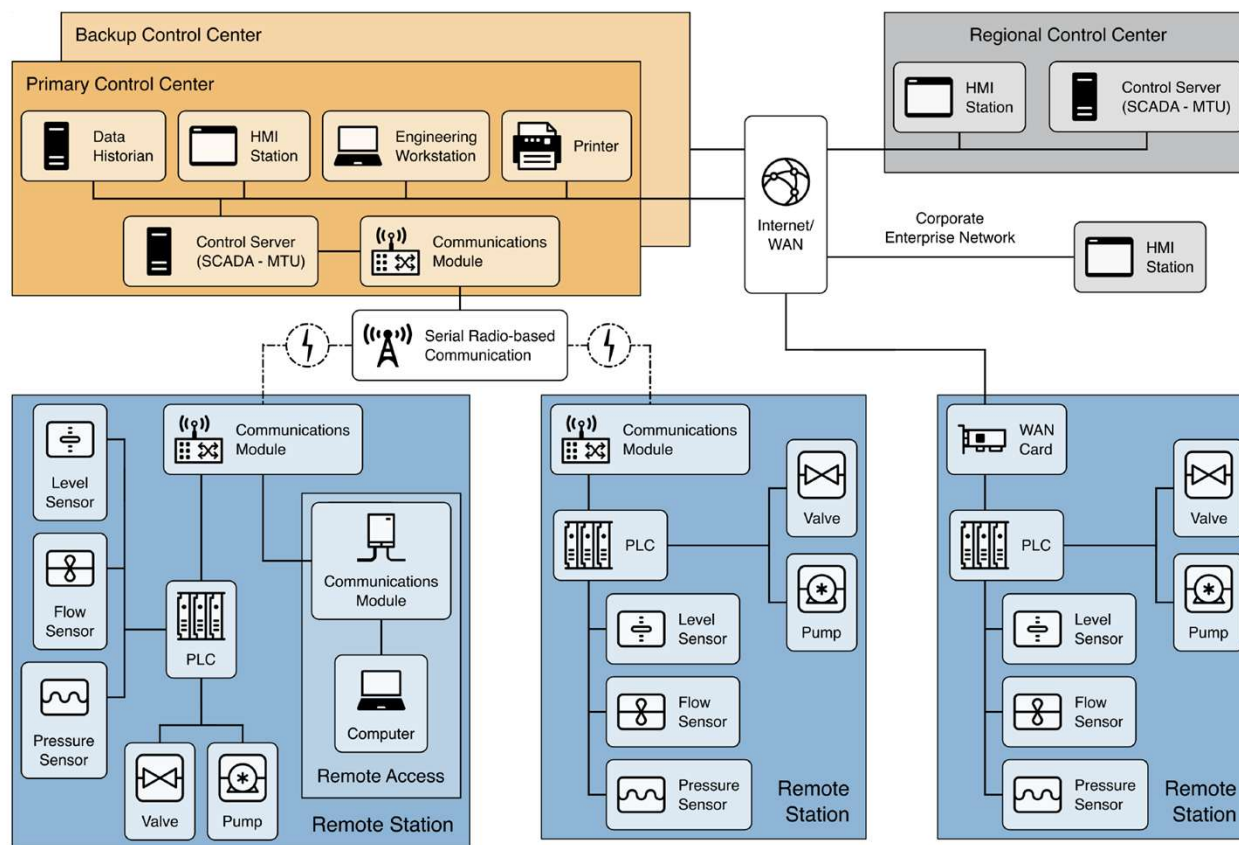 Backup Control Center
Regional Control Center
Primary Control Center
Data
Historian
HMI
Station
Engineering
Workstation
Printer
HMI
Station
Control Server
(SCADA - MTU)
Control Server
(SCADA - MTU)
Communications
Module
Internet/
WAN
Corporate
Enterprise Network
HMI
Station
Serial Radio-based
Communication
Level
Sensor
Flow
Sensor
Pressure
Sensor
Communications
Module
PLC
Valve
Pump
Communications
Module
Computer
Remote Access
Remote Station
Communications
Module
PLC
Valve
Pump
Level
Sensor
Flow
Sensor
Pressure
Sensor
Remote
Station
WAN
Card
PLC
Valve
Pump
Level
Sensor
Flow
Sensor
Pressure
Sensor
Remote
Station